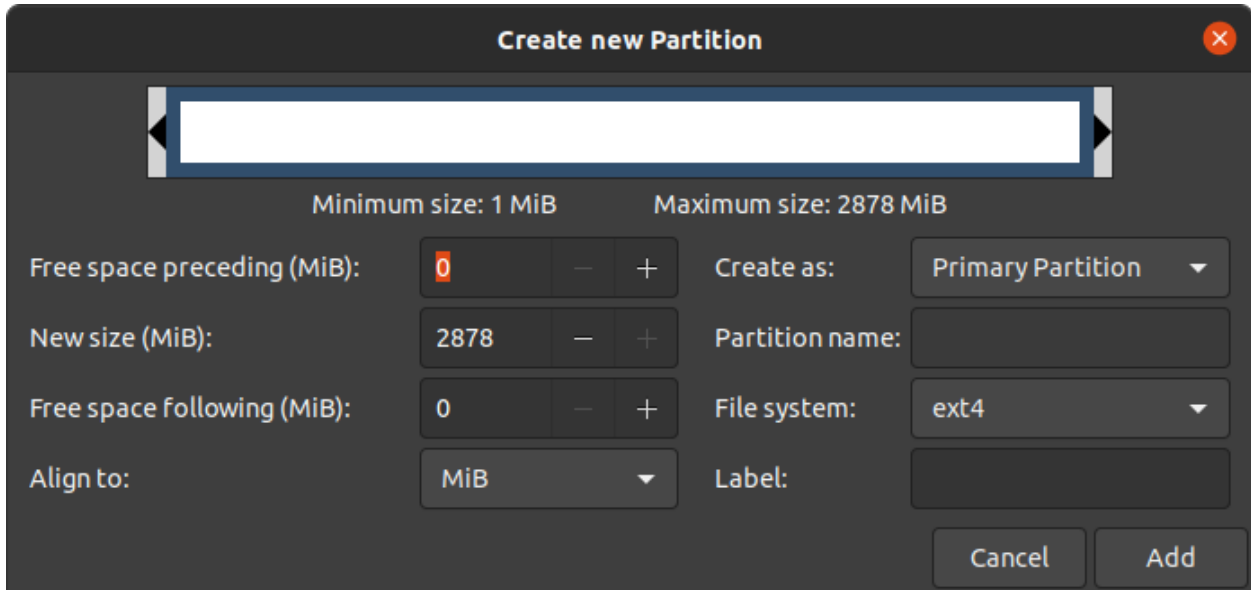 Create new Partition
Minimum size: 1 MiB Maximum size: 2878 MiB
Free space preceding (MiB): 0 Create as: Primary Partition
New size (MiB): 2878 Partition name:
Free space following (MiB): 0 File system: ext4
Align to: MiB Label:
Cancel Add